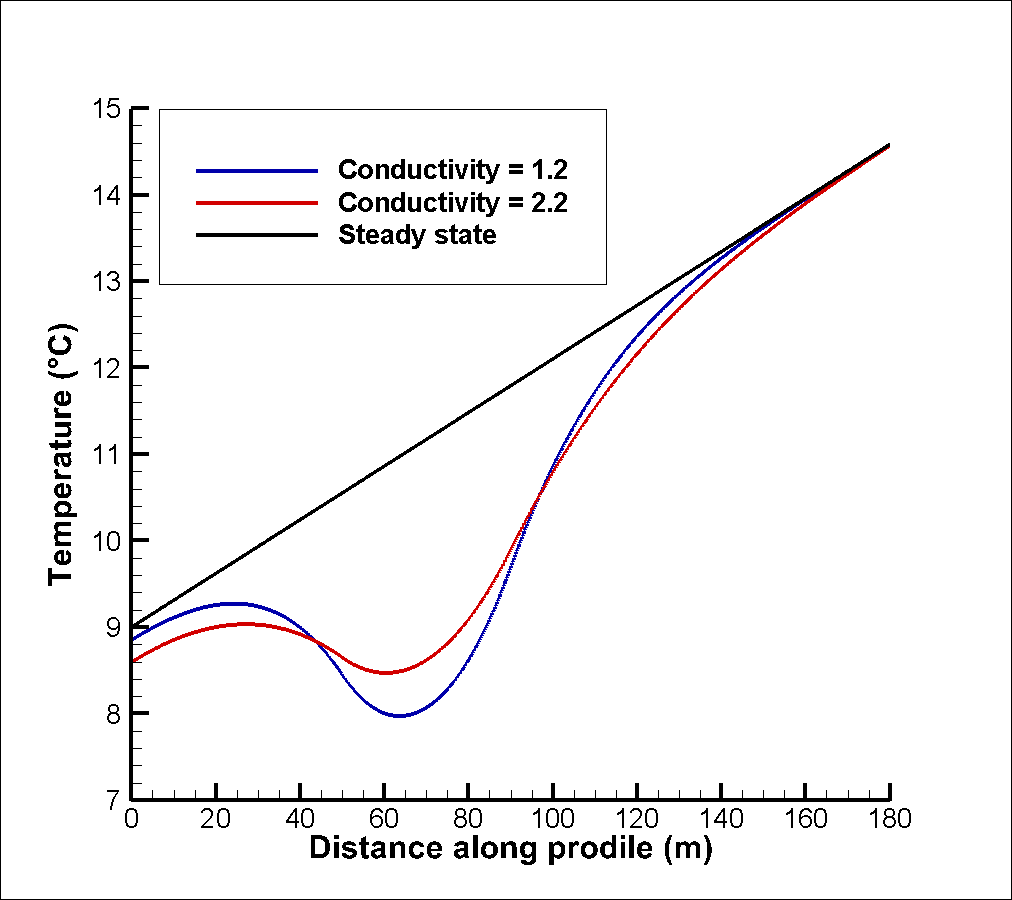 15
14
13
12
11
10
9
8
7
Temperature (°C)
Conductivity = 1.2
Conductivity = 2.2
Steady state
0 20 40 60 80 100 120 140 160 180
Distance along prodile (m)